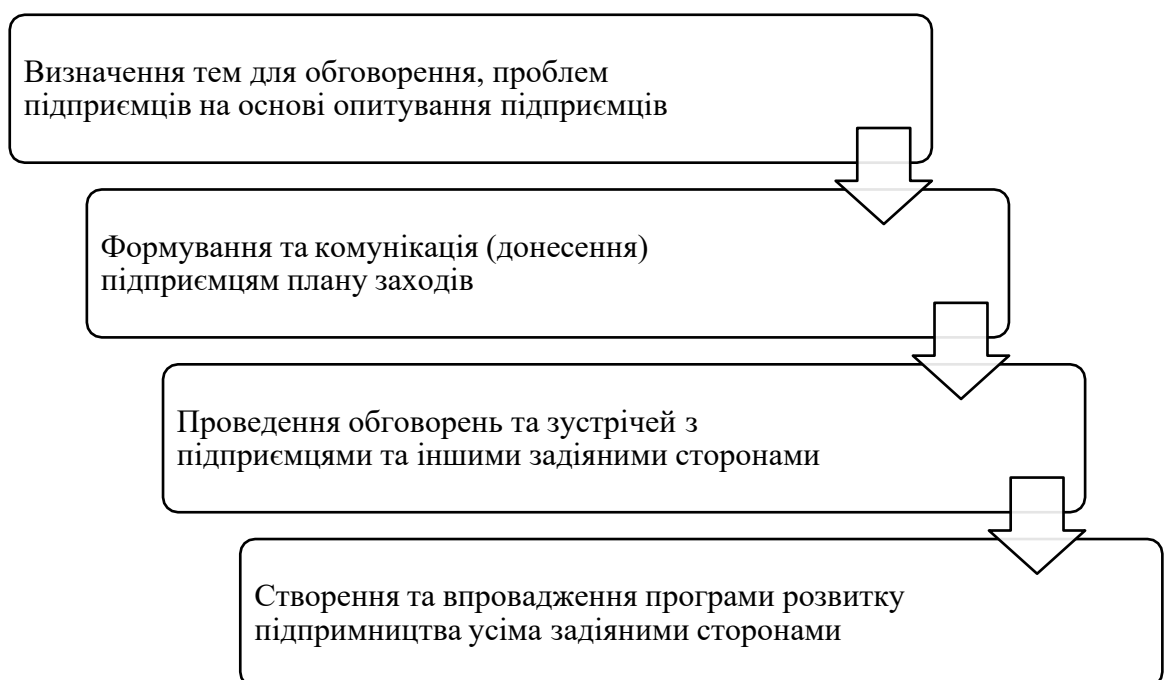 Визначення тем для обговорення, проблем
підприємців на основі опитування підприємців
Формування та комунікація (донесення)
підприємцям плану заходів
Проведення обговорень та зустрічей з
підприємцями та іншими задіяними сторонами
Створення та впровадження програми розвитку
підпримництва усіма задіяними сторонами